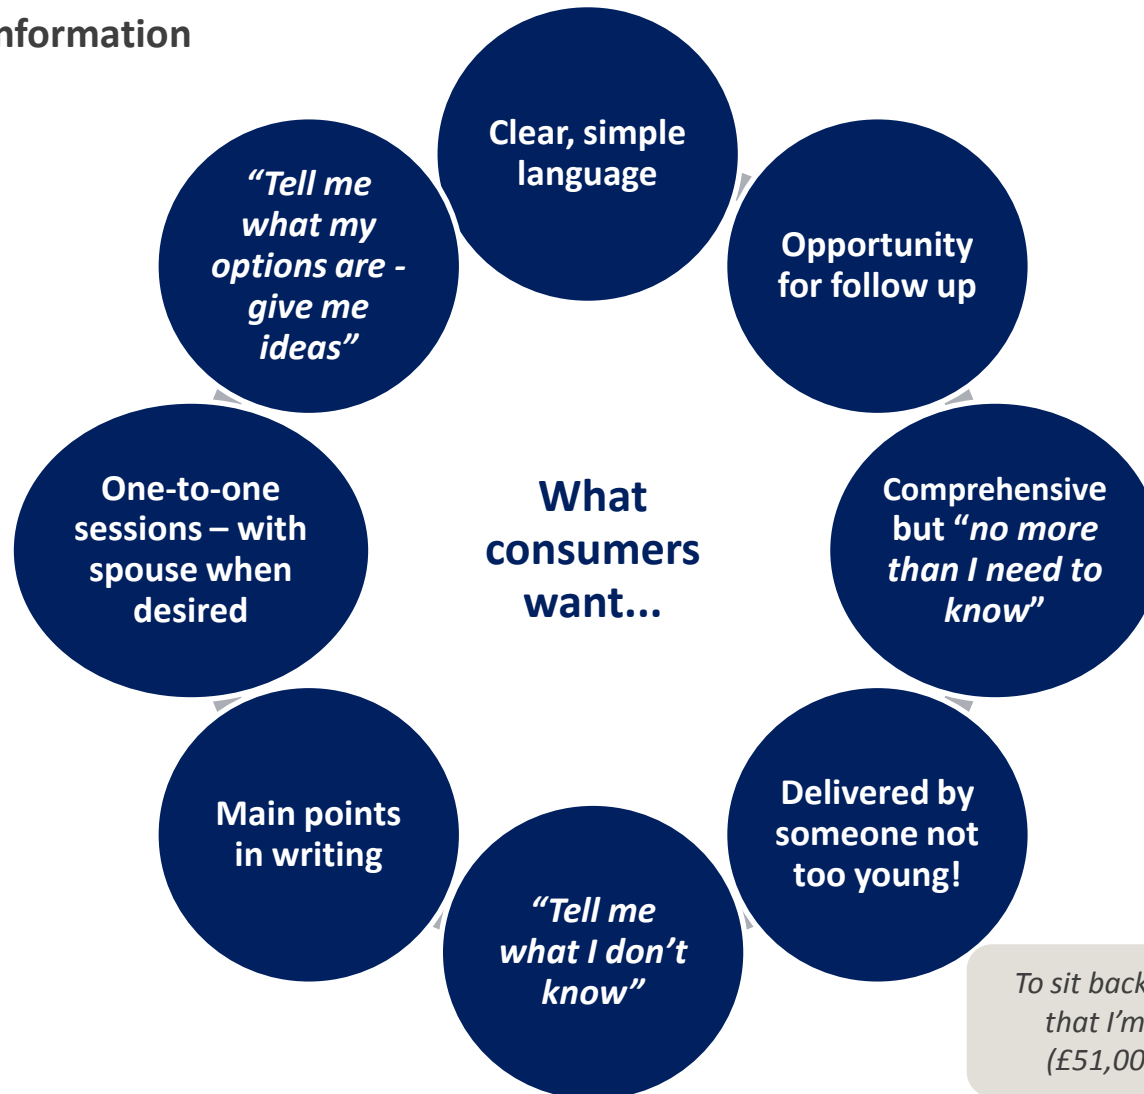 nformation
Clear, simple
language
Opportunity
for follow up
Comprehensive
but “no more
than I need to
know”
Delivered by
someone not
too young!
“Tell me
what I don’t
know”
Main points
in writing
One-to-one
sessions – with
spouse when
desired
“Tell me
what my
options are -
give me
ideas”
What
consumers
want...
To sit back
that I’m
(£51,00